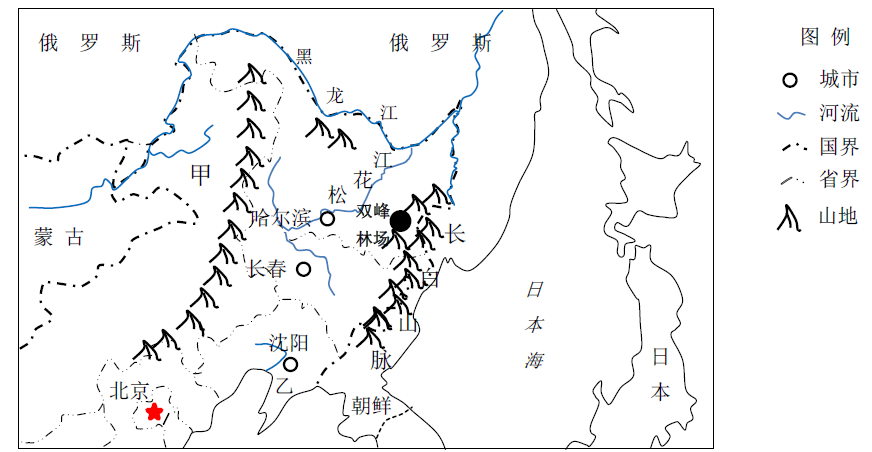 俄罗斯
俄罗斯
黑龙江
图例
城市
河流
国界
省界
山地
甲
松花江
哈尔滨
双峰
林场
蒙古
长白山脉
长春
日本海
沈阳
乙
日本
北京
朝鲜